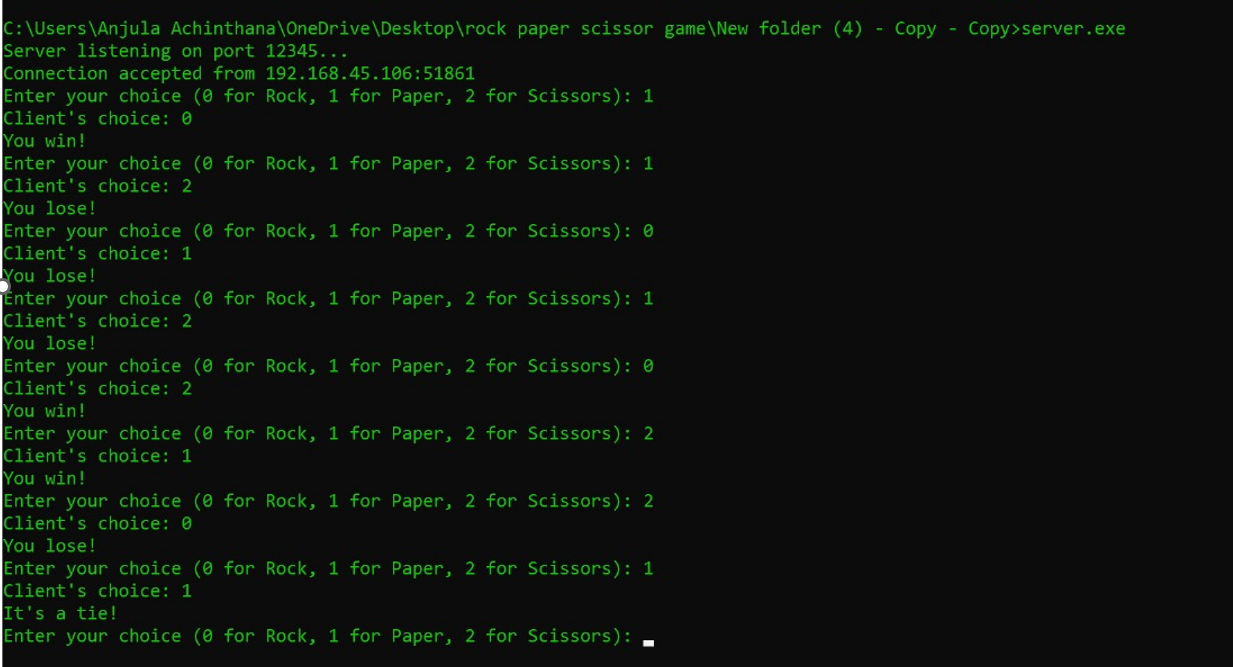 C:\Users\Anjula Achinthana\OneDrive\Desktop\rock paper scissor game\New folder (4) - Copy - Copy>server.exe
Server listening on port 12345...
Connection accepted from 192.168.45.106:51861
Enter your choice (0 for Rock, 1 for Paper, 2 for Scissors): 1
Client's choice: 0
You win!
Enter your choice (0 for Rock, 1 for Paper, 2 for Scissors): 1
Client's choice: 2
You lose!
Enter your choice (0 for Rock, 1 for Paper, 2 for Scissors): 0
Client's choice: 1
You lose!
Enter your choice (0 for Rock, 1 for Paper, 2 for Scissors): 1
Client's choice: 2
You lose!
Enter your choice (0 for Rock, 1 for Paper, 2 for Scissors): 0
Client's choice: 2
You win!
Enter your choice (0 for Rock, 1 for Paper, 2 for Scissors): 2
Client's choice: 1
You win!
Enter your choice (0 for Rock, 1 for Paper, 2 for Scissors): 2
Client's choice: 0
You lose!
Enter your choice (0 for Rock, 1 for Paper, 2 for Scissors): 1
Client's choice: 1
It's a tie!
Enter your choice (0 for Rock, 1 for Paper, 2 for Scissors):